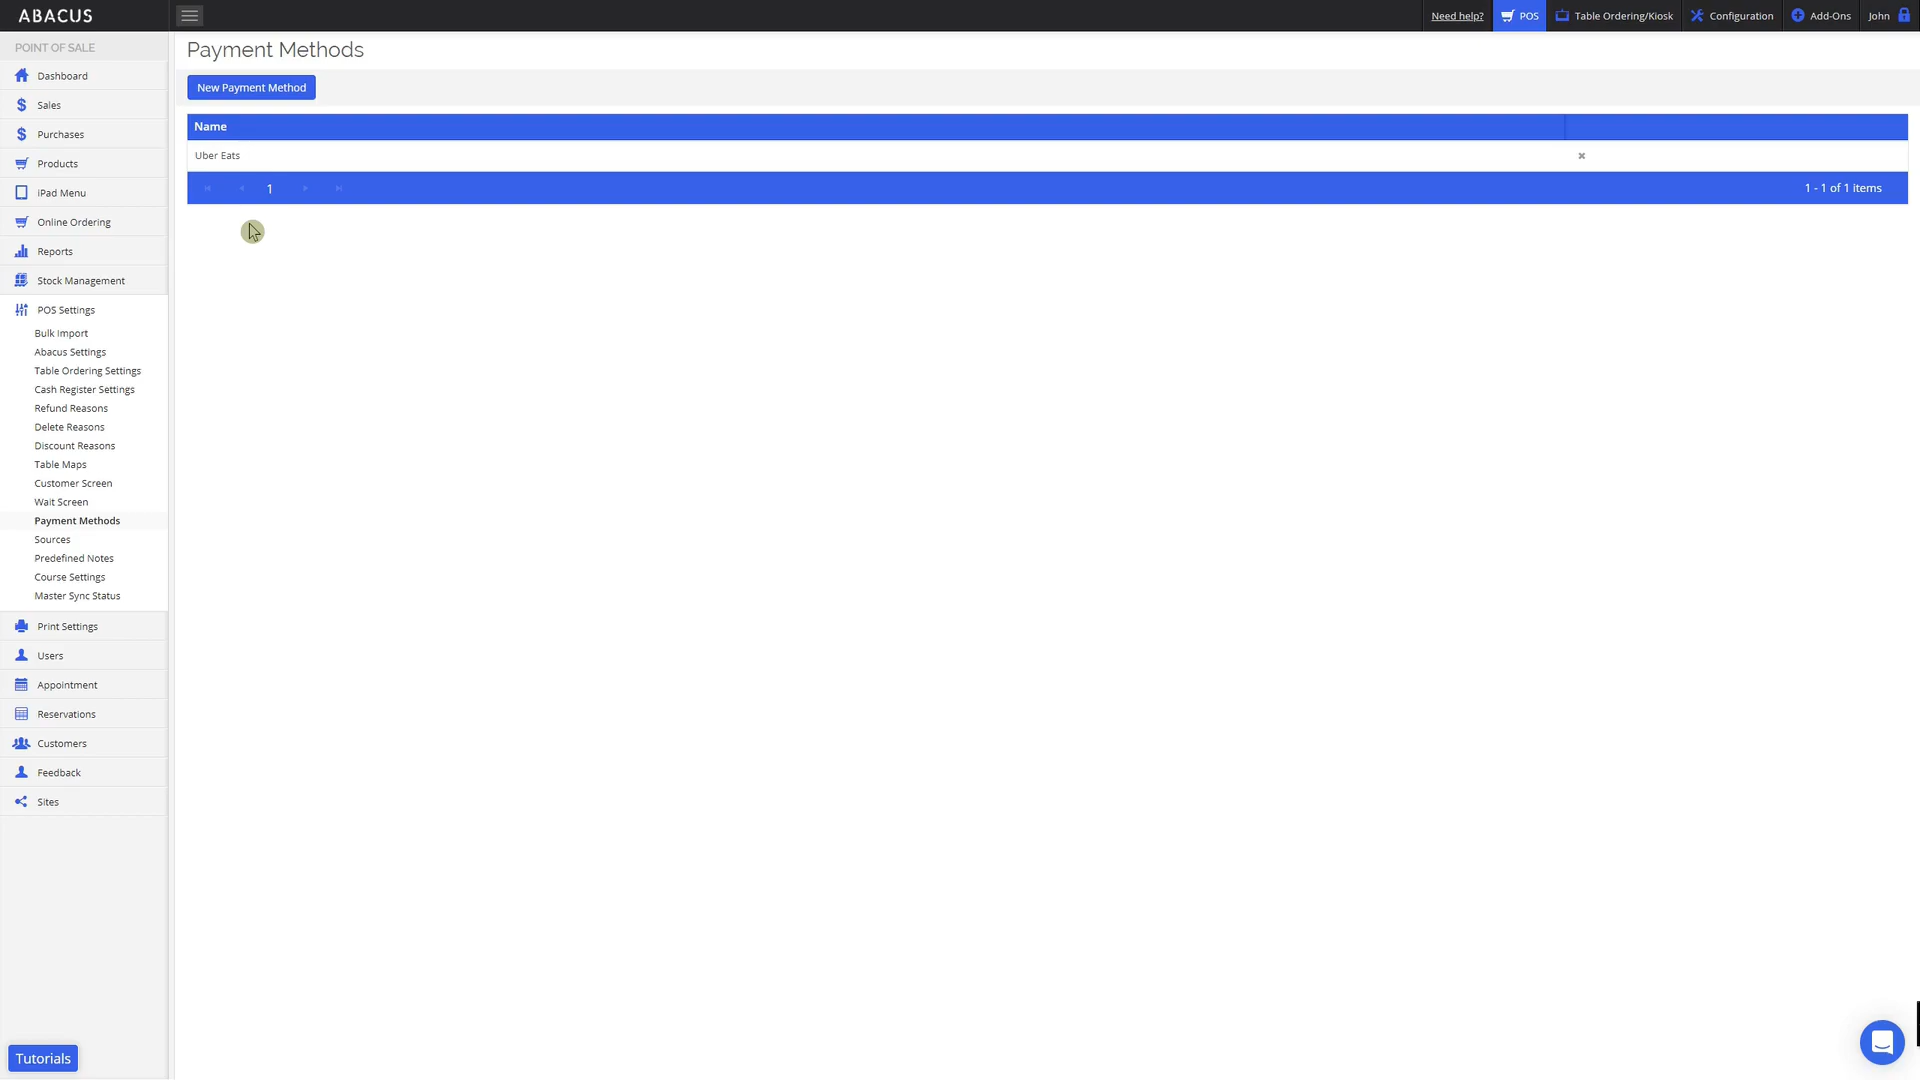 ABACUS
Need help?
POS
Table Ordering/Kiosk
Configuration
Add-Ons
John
POINT OF SALE
Dashboard
Sales
Purchases
Products
iPad Menu
Online Ordering
Reports
Stock Management
POS Settings
Bulk Import
Abacus Settings
Table Ordering Settings
Cash Register Settings
Refund Reasons
Delete Reasons
Discount Reasons
Table Maps
Customer Screen
Wait Screen
Payment Methods
Sources
Predefined Notes
Course Settings
Master Sync Status
Print Settings
Users
Appointment
Reservations
Customers
Feedback
Sites
Tutorials
Payment Methods
New Payment Method
Name
Uber Eats
1
1 - 1 of 1 items